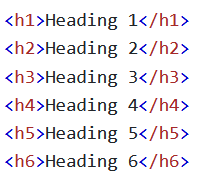 <h1>Heading 1</h1>
<h2>Heading 2</h2>
<h3>Heading 3</h3>
<h4>Heading 4</h4>
<h5>Heading 5</h5>
<h6>Heading 6</h6>